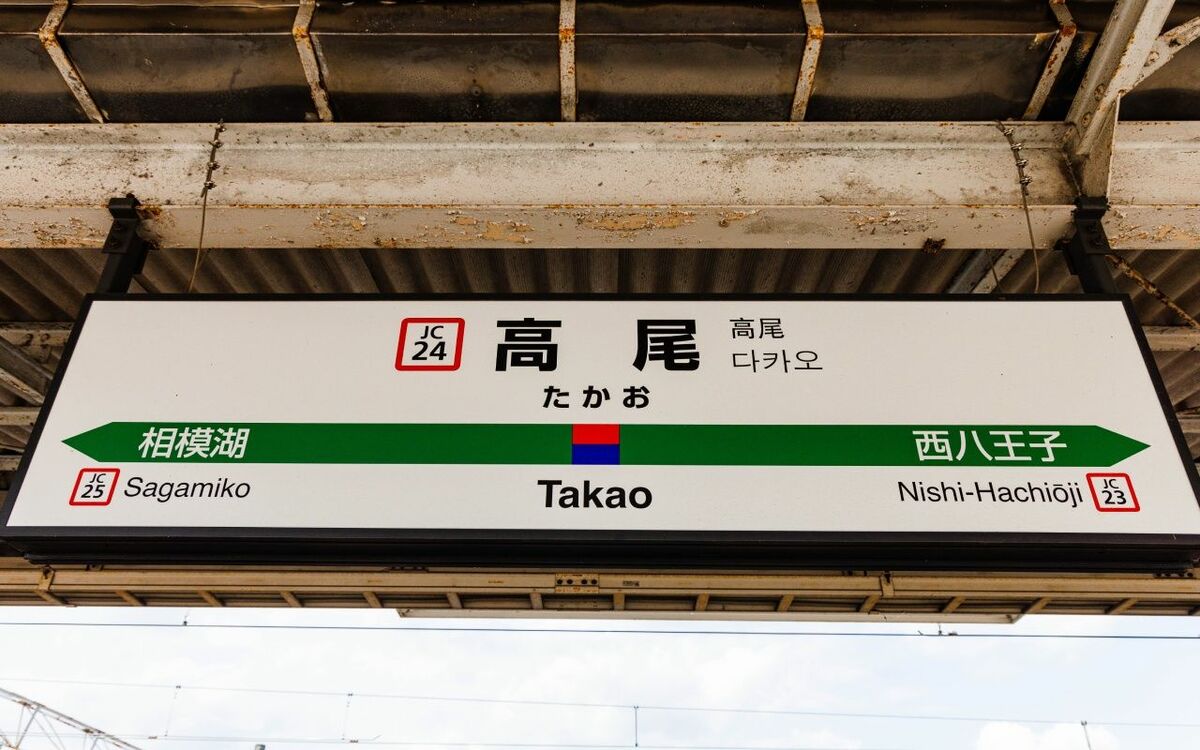 JC
24
高尾
高尾
다카오
たかお
相模湖
西八王子
JC
25
Sagamiko
Takao
Nishi-Hachiōji
JC
23